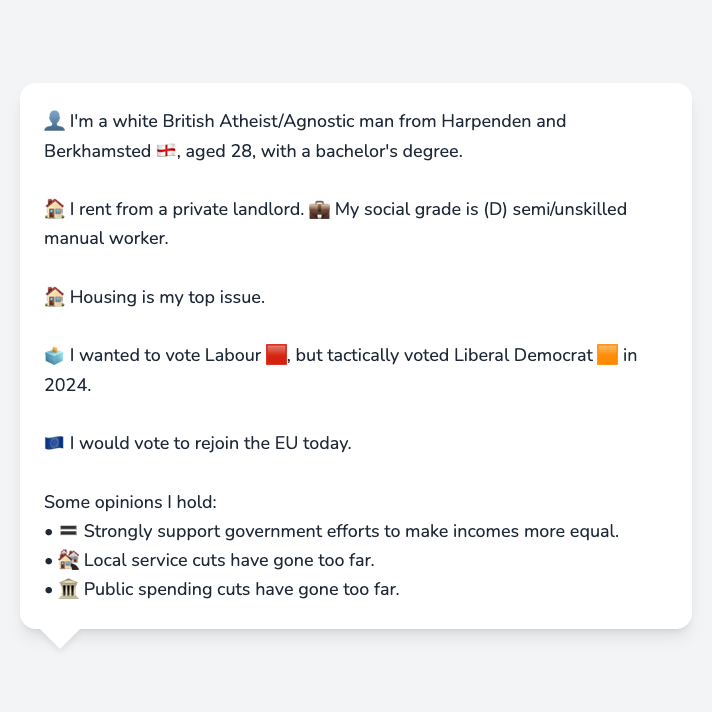 👤 I'm a white British Atheist/Agnostic man from Harpenden and
Berkhamsted 🏴󠁧󠁢󠁥󠁮󠁧󠁿, aged 28, with a bachelor's degree.
🏠 I rent from a private landlord. 💼 My social grade is (D) semi/unskilled
manual worker.
🏠 Housing is my top issue.
🗳️ I wanted to vote Labour 🟥, but tactically voted Liberal Democrat 🟧 in
2024.
🇪🇺 I would vote to rejoin the EU today.
Some opinions I hold:
• 🟰 Strongly support government efforts to make incomes more equal.
• 🏘️ Local service cuts have gone too far.
• 🏛️ Public spending cuts have gone too far.